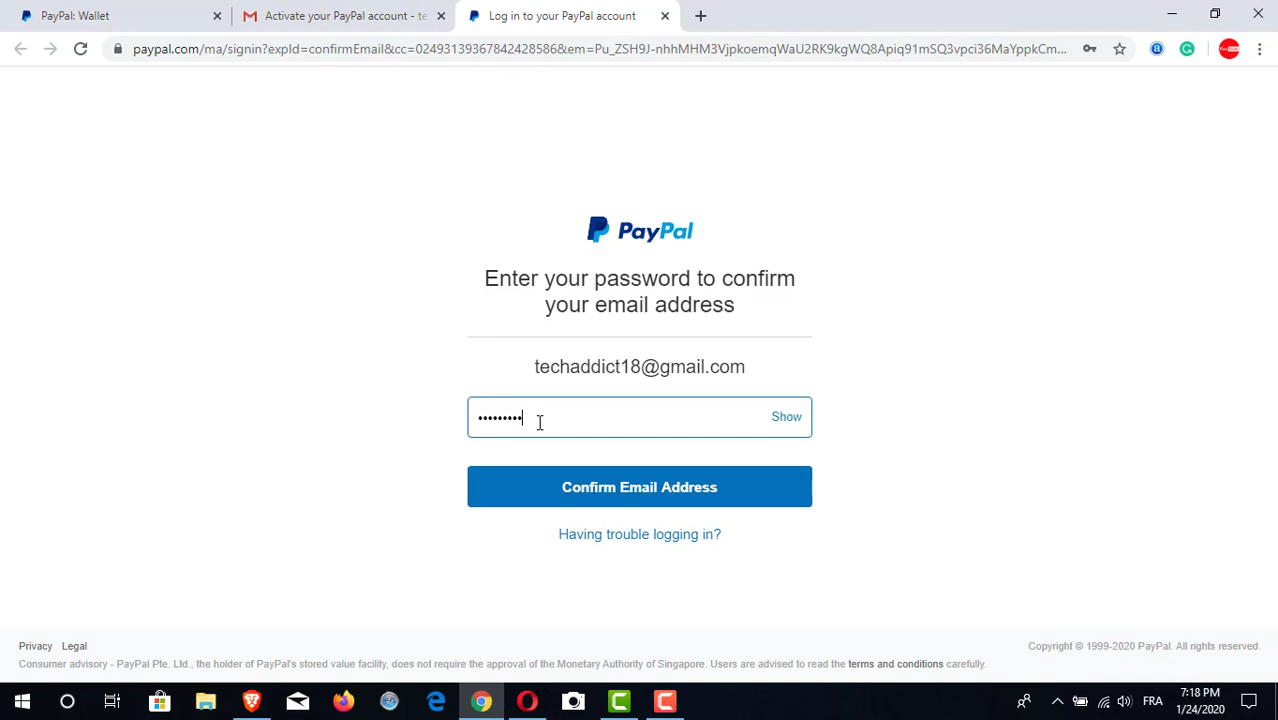 PayPal: Wallet
Activate your PayPal account - te
Log in to your PayPal account
paypal.com/ma/signin?expId=confirmEmail&cc=0249313936784242858​6&em=Pu_ZSH9J-nhhMHM3VjpkoemqWaU2RK9kgWQ8Apiq91mSQ3vpci36MaYppkCm...
PayPal
Enter your password to confirm
your email address
techaddict18@gmail.com
•••••••••
Show
Confirm Email Address
Having trouble logging in?
Privacy Legal
Copyright © 1999-2020 PayPal. All rights reserved.
Consumer advisory - PayPal Pte. Ltd., the holder of PayPal's stored value facility, does not require the approval of the Monetary Authority of Singapore. Users are advised to read the terms and conditions carefully.
FRA
7:18 PM
1/24/2020